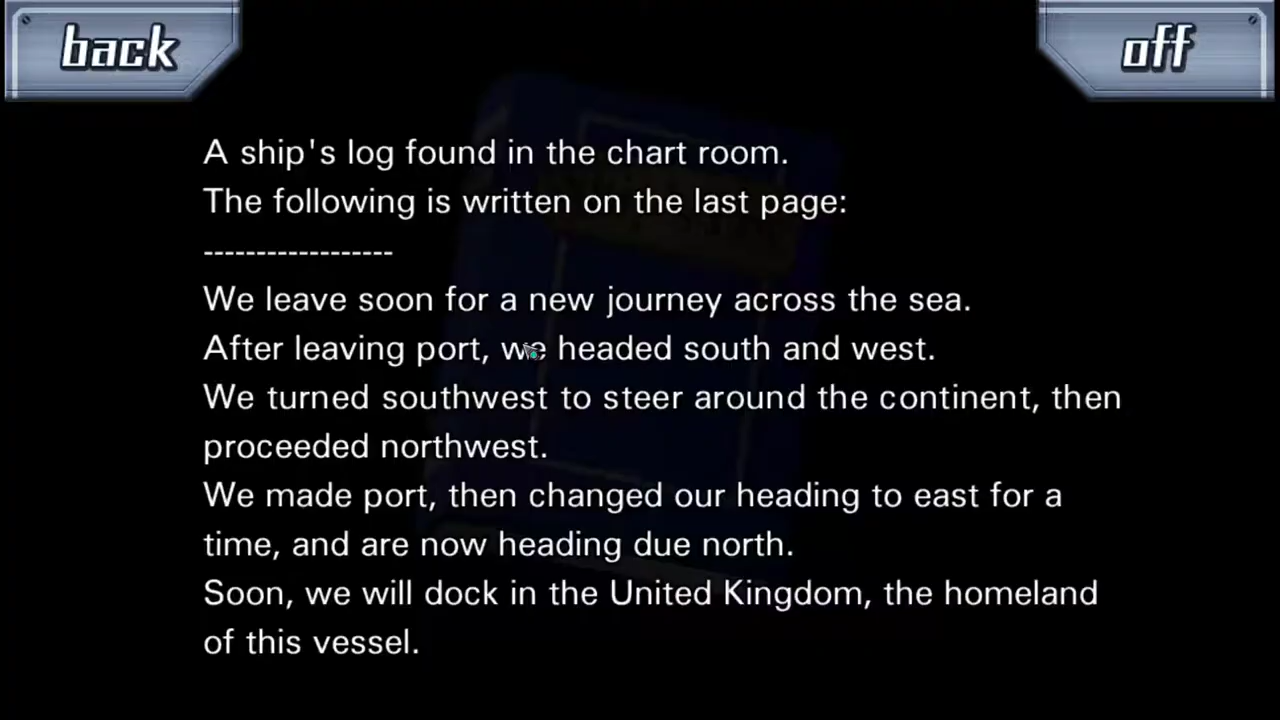 back
off
A ship's log found in the chart room.
The following is written on the last page:
------------------
We leave soon for a new journey across the sea.
After leaving port, we headed south and west.
We turned southwest to steer around the continent, then
proceeded northwest.
We made port, then changed our heading to east for a
time, and are now heading due north.
Soon, we will dock in the United Kingdom, the homeland
of this vessel.